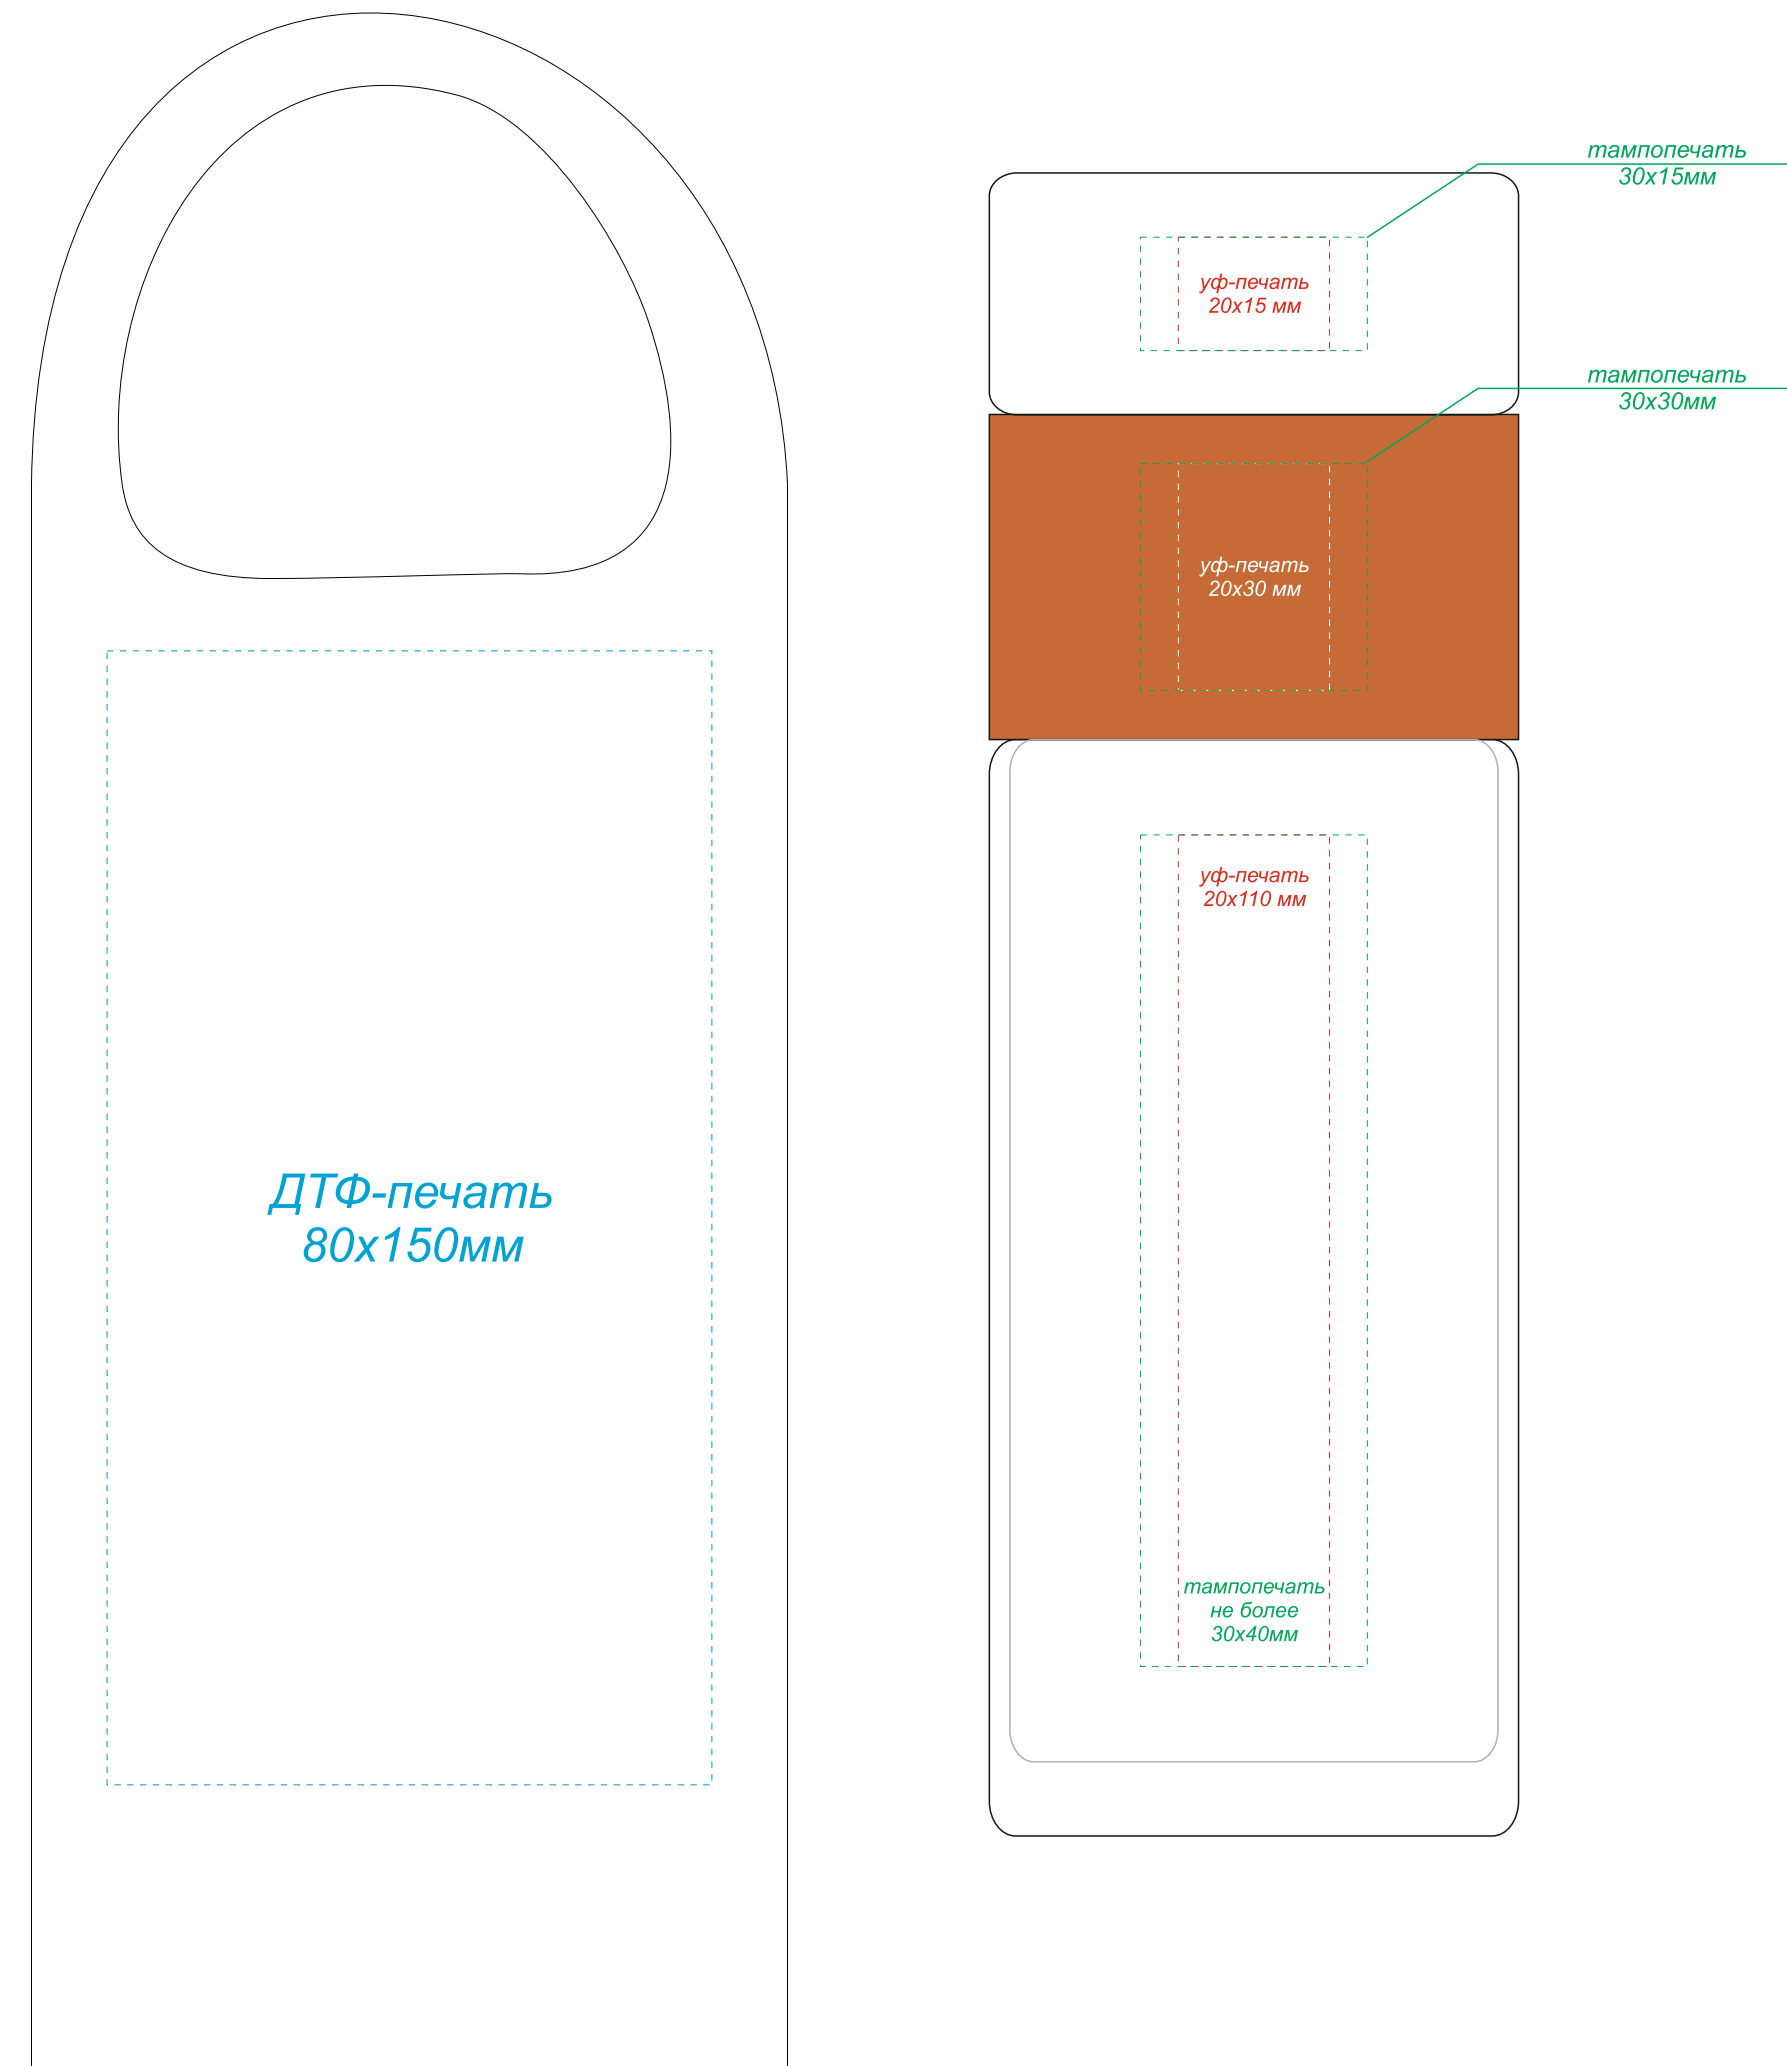 ДТФ-печать
80х150мм
тампопечать
30х15мм
уф-печать
20х15 мм
тампопечать
30х30мм
уф-печать
20х30 мм
уф-печать
20х110 мм
тампопечать
не более
30х40мм